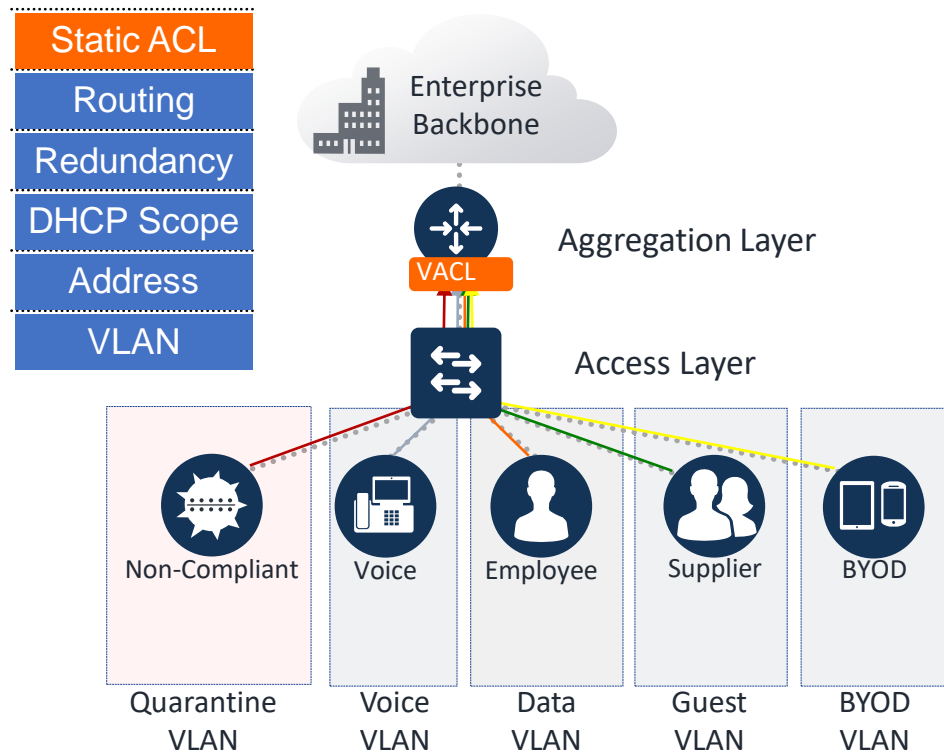 Static ACL
Routing
Redundancy
DHCP Scope
Address
VLAN
Enterprise
Backbone
Aggregation Layer
VACL
Access Layer
Non-Compliant
Voice
Employee
Supplier
BYOD
Quarantine
VLAN
Voice
VLAN
Data
VLAN
Guest
VLAN
BYOD
VLAN